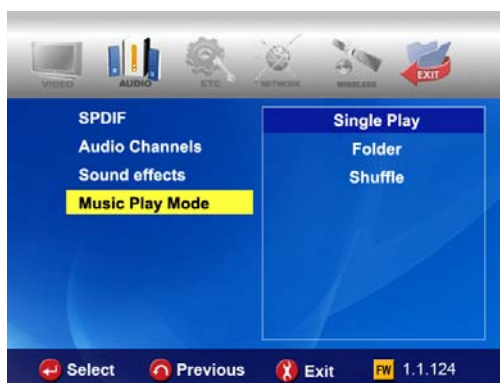 VIDEO AUDIO ETC NETWORK WIRELESS EXIT
SPDIF
Audio Channels
Sound effects
Music Play Mode
Single Play
Folder
Shuffle
Select Previous Exit FW 1.1.124